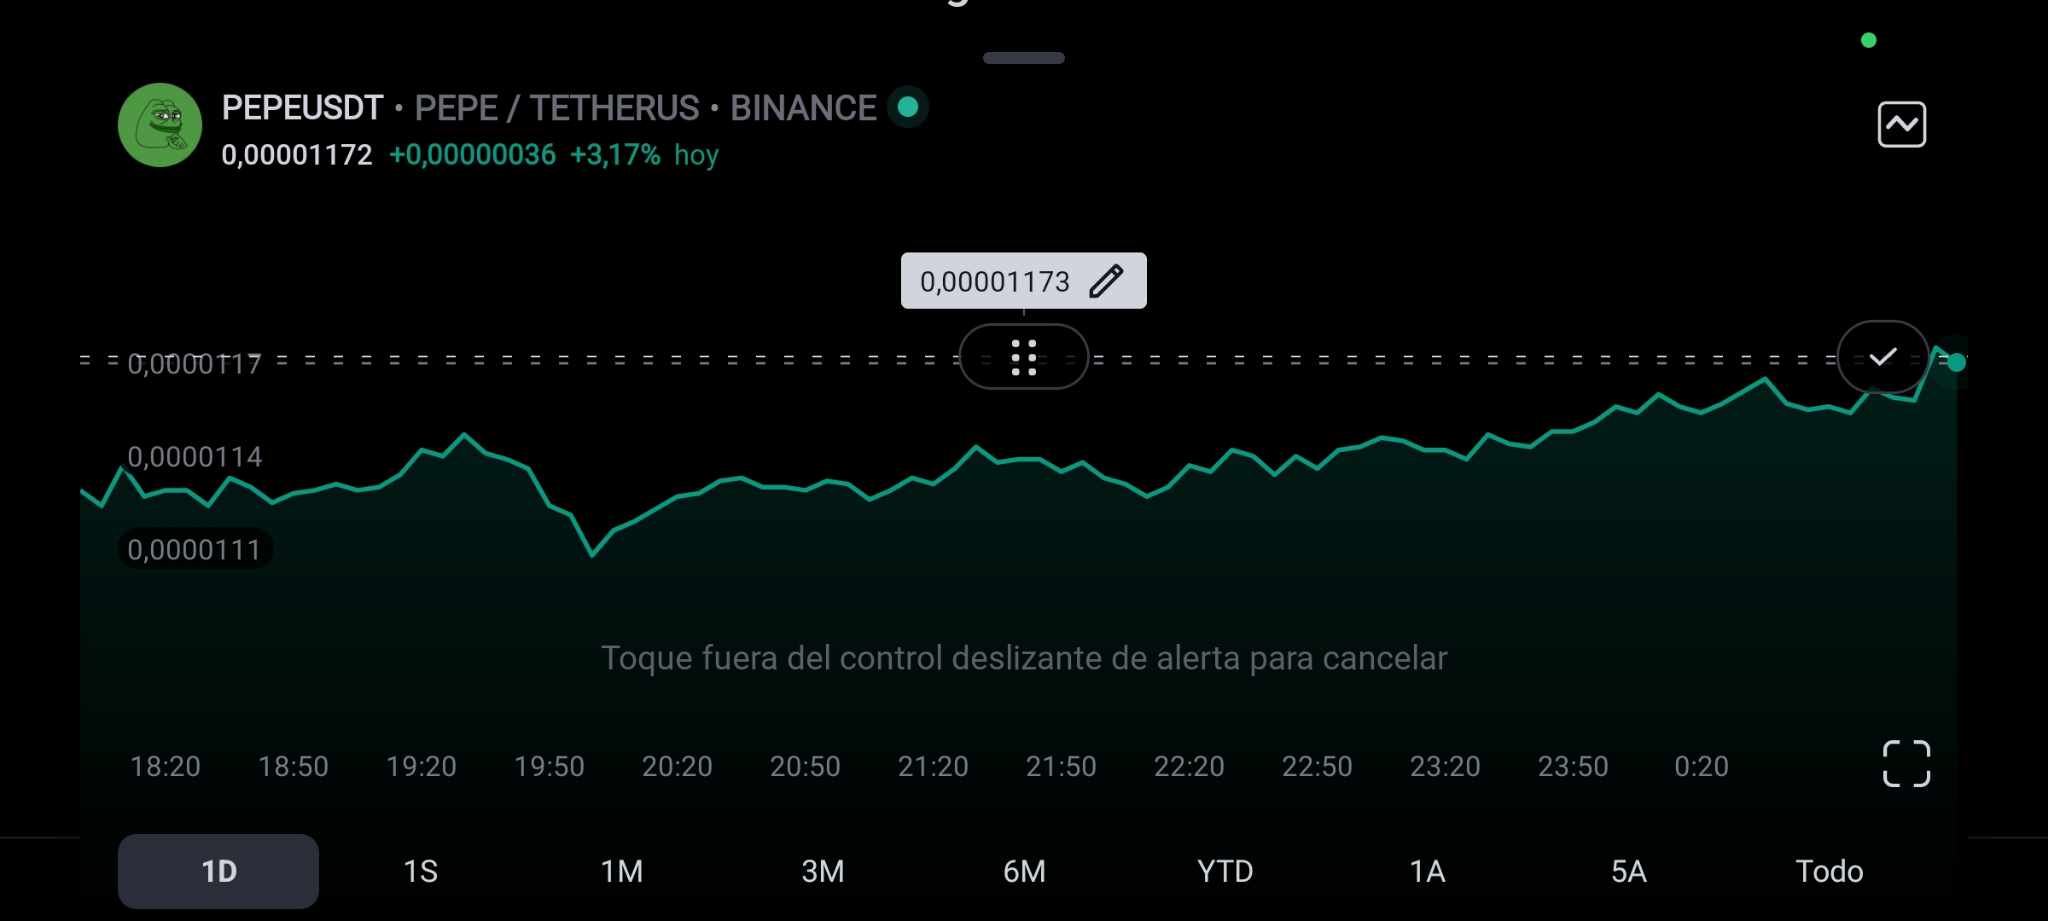 PEPEUSDT • PEPE / TETHERUS • BINANCE
0,00001172 +0,00000036 +3,17% hoy
0,00001173
0,0000117
0,0000114
0,0000111
Toque fuera del control deslizante de alerta para cancelar
18:20 18:50 19:20 19:50 20:20 20:50 21:20 21:50 22:20 22:50 23:20 23:50 0:20
1D 1S 1M 3M 6M YTD 1A 5A Todo